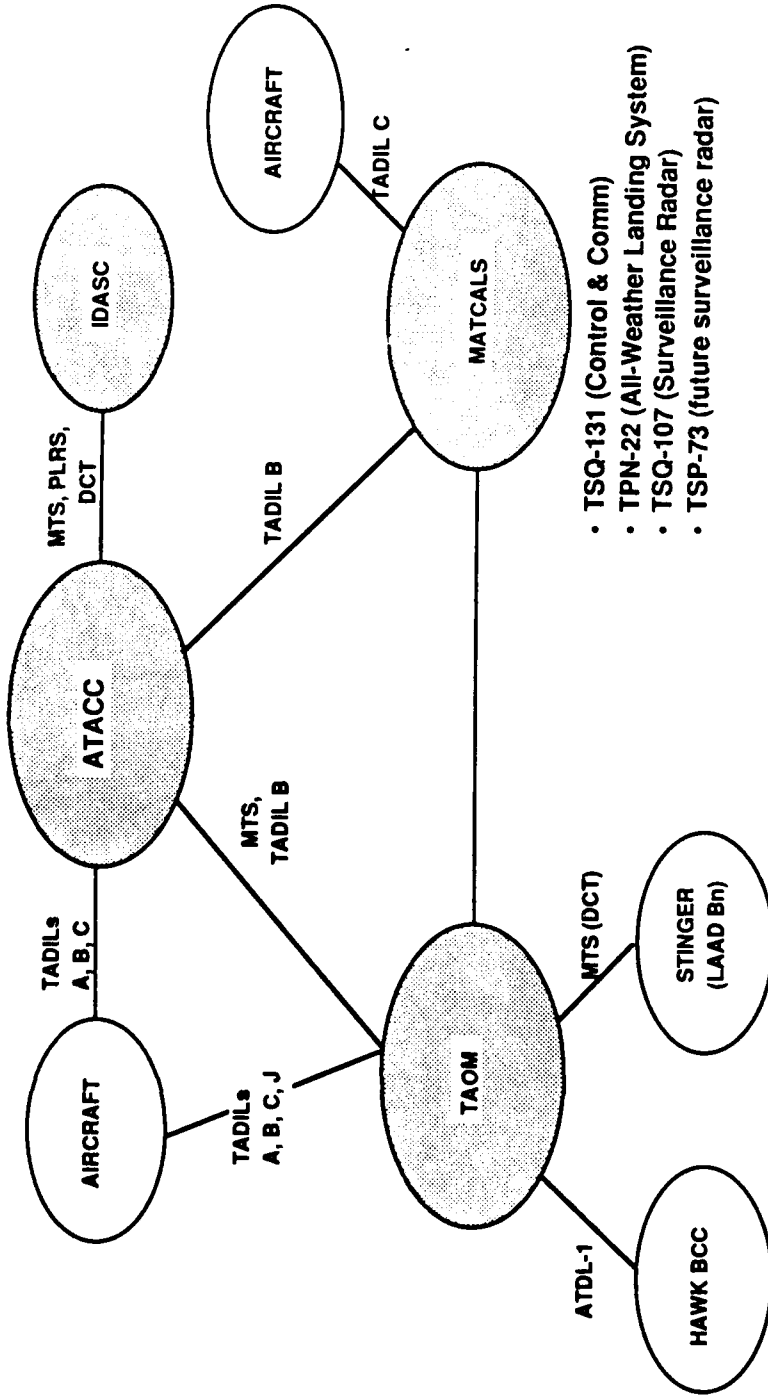 AIRCRAFT
TADILs
A, B, C
ATACC
MTS, PLRS,
DCT
IDASC
TADILs
A, B, C, J
MTS,
TADIL B
TADIL B
AIRCRAFT
TADIL C
TAOM
MATCALS
ATDL-1
MTS (DCT)
HAWK BCC
STINGER
(LAAD Bn)
• TSQ-131 (Control & Comm)
• TPN-22 (All-Weather Landing System)
• TSQ-107 (Surveillance Radar)
• TSP-73 (future surveillance radar)